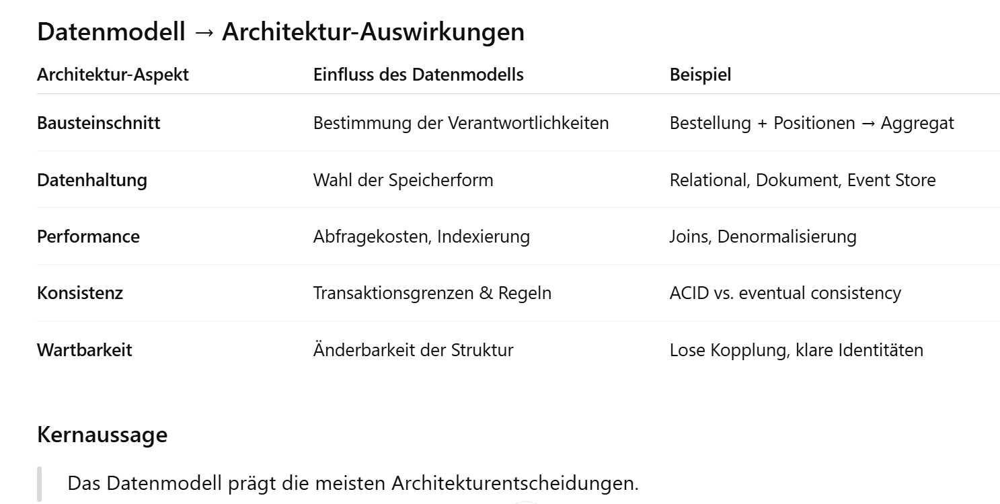 Datenmodell → Architektur-Auswirkungen
Architektur-Aspekt Einfluss des Datenmodells Beispiel
Bausteinschnitt Bestimmung der Verantwortlichkeiten Bestellung + Positionen → Aggregat
Datenhaltung Wahl der Speicherform Relational, Dokument, Event Store
Performance Abfragekosten, Indexierung Joins, Denormalisierung
Konsistenz Transaktionsgrenzen & Regeln ACID vs. eventual consistency
Wartbarkeit Änderbarkeit der Struktur Lose Kopplung, klare Identitäten
Kernaussage
Das Datenmodell prägt die meisten Architekturentscheidungen.